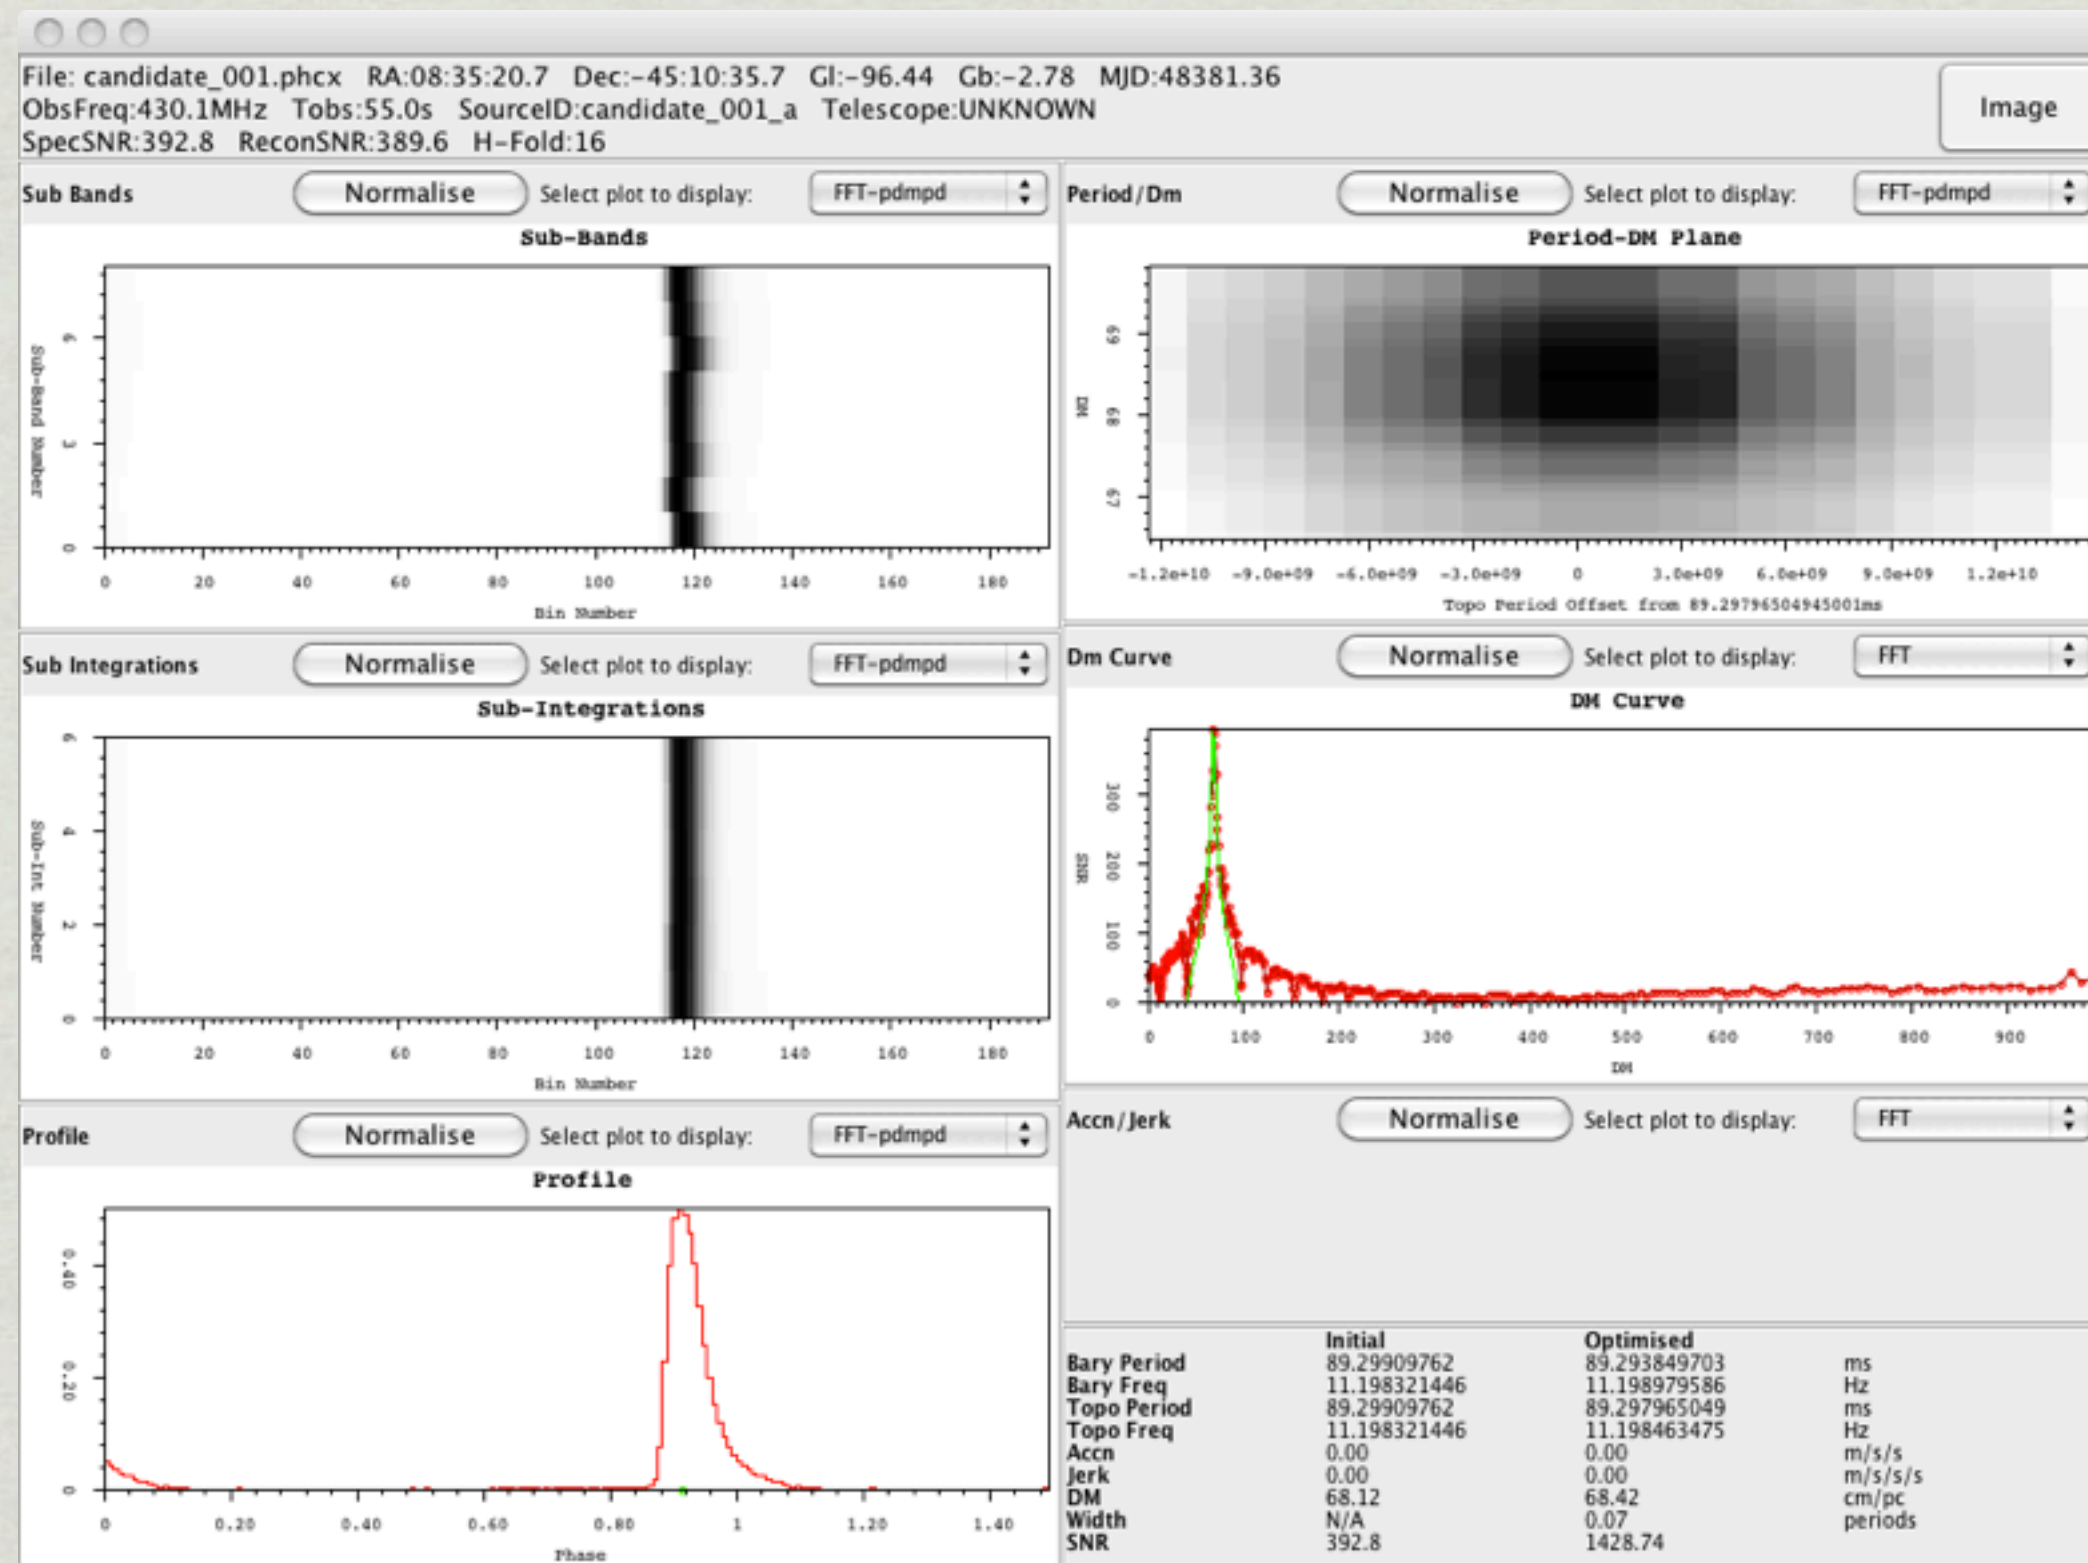 File: candidate_001.phcx RA:08:35:20.7 Dec:-45:10:35.7 Gl:-96.44 Gb:-2.78 MJD:48381.36
ObsFreq:430.1MHz Tobs:55.0s SourceID:candidate_001_a Telescope:UNKNOWN
SpecSNR:392.8 ReconSNR:389.6 H-Fold:16
Image
Sub Bands Normalise Select plot to display: FFT-pdmpd
Sub-Bands
Sub-Band Number
6
3
0
0 20 40 60 80 100 120 140 160 180
Bin Number
Sub Integrations Normalise Select plot to display: FFT-pdmpd
Sub-Integrations
Sub-Int Number
6
4
2
0
0 20 40 60 80 100 120 140 160 180
Bin Number
Profile Normalise Select plot to display: FFT-pdmpd
Profile
0.40
0.20
0
0 0.20 0.40 0.60 0.80 1 1.20 1.40
Phase
Period/Dm Normalise Select plot to display: FFT-pdmpd
Period-DM Plane
DM
69
68
67
-1.2e+10 -9.0e+09 -6.0e+09 -3.0e+09 0 3.0e+09 6.0e+09 9.0e+09 1.2e+10
Topo Period Offset from 89.29796504945001ms
Dm Curve Normalise Select plot to display: FFT
DM Curve
SNR
300
200
100
0
0 100 200 300 400 500 600 700 800 900
DM
Accn/Jerk Normalise Select plot to display: FFT
Initial Optimised
Bary Period 89.29909762 89.293849703 ms
Bary Freq 11.198321446 11.198979586 Hz
Topo Period 89.29909762 89.297965049 ms
Topo Freq 11.198321446 11.198463475 Hz
Accn 0.00 0.00 m/s/s
Jerk 0.00 0.00 m/s/s/s
DM 68.12 68.42 cm/pc
Width N/A 0.07 periods
SNR 392.8 1428.74